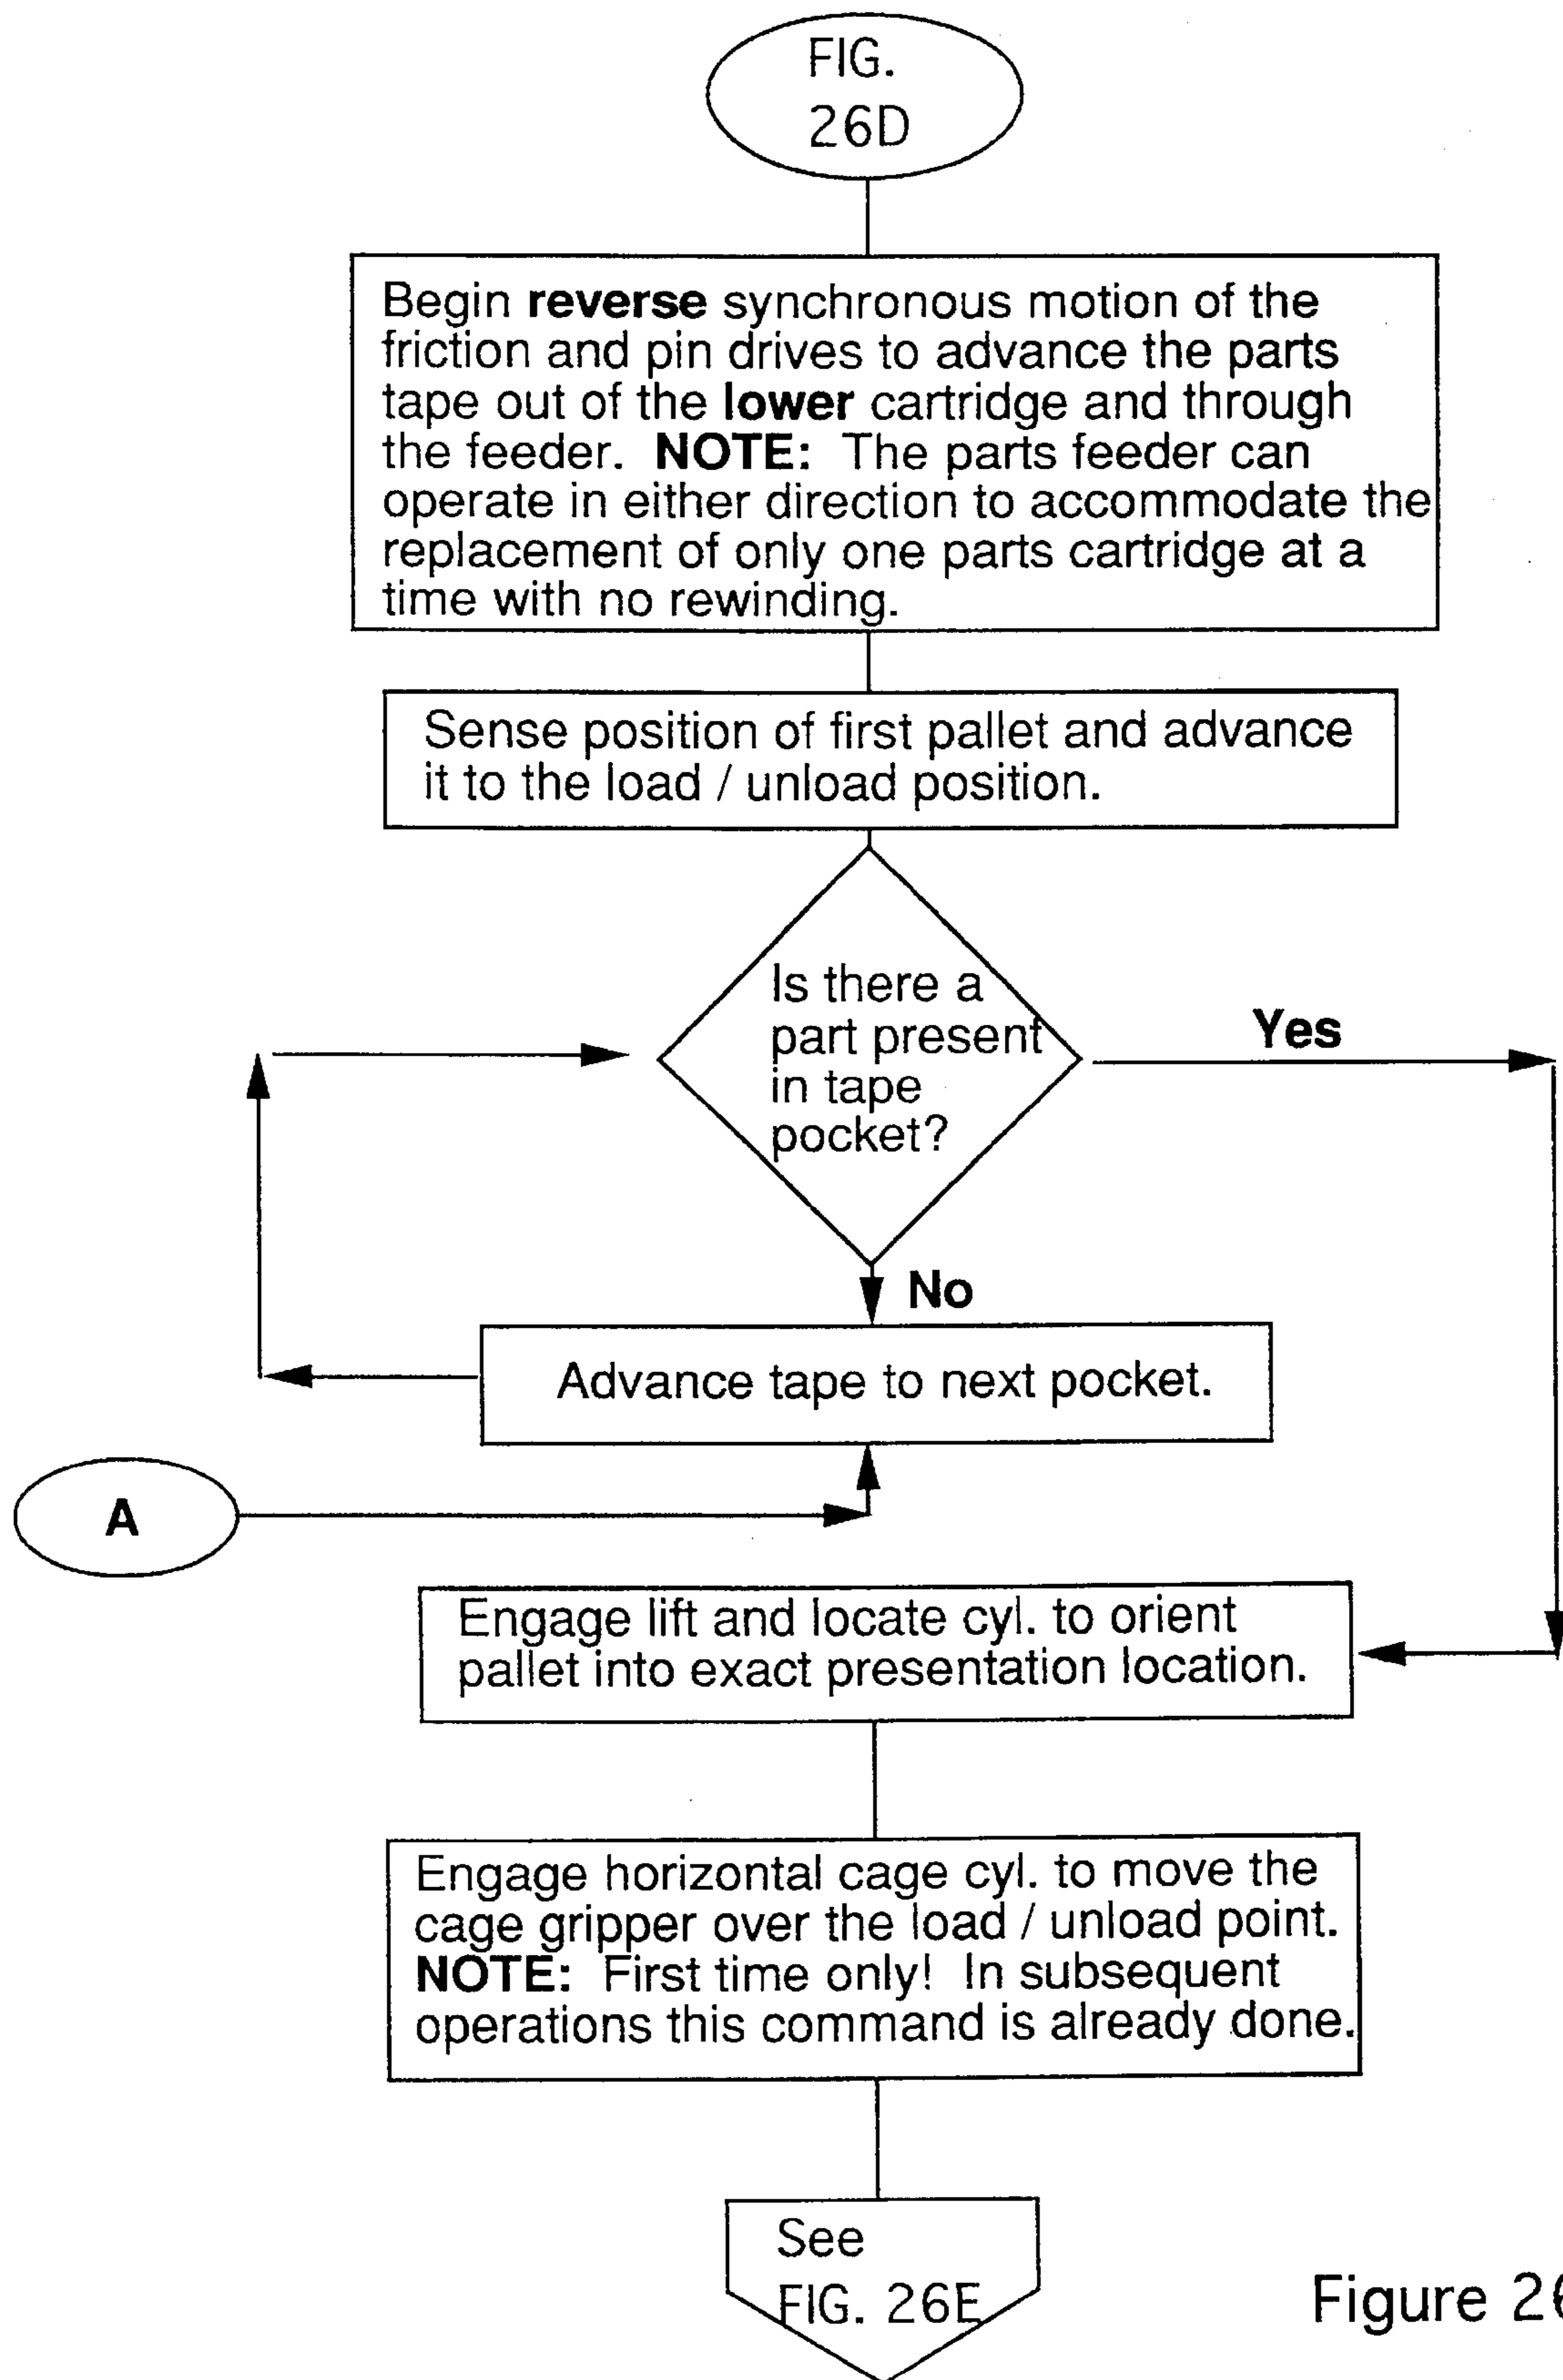 FIG.
26D
Begin reverse synchronous motion of the
friction and pin drives to advance the parts
tape out of the lower cartridge and through
the feeder. NOTE: The parts feeder can
operate in either direction to accommodate the
replacement of only one parts cartridge at a
time with no rewinding.
Sense position of first pallet and advance
it to the load / unload position.
Is there a
part present
in tape
pocket?
Yes
No
Advance tape to next pocket.
A
Engage lift and locate cyl. to orient
pallet into exact presentation location.
Engage horizontal cage cyl. to move the
cage gripper over the load / unload point.
NOTE: First time only! In subsequent
operations this command is already done.
See
FIG. 26E
Figure